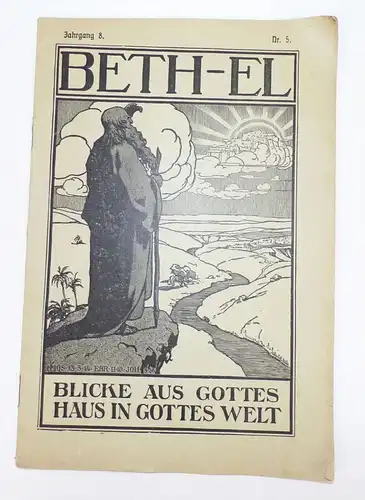 Jahrgang 8.
Nr. 5.
BETH-EL
BLICKE AUS GOTTES
HAUS IN GOTTES WELT